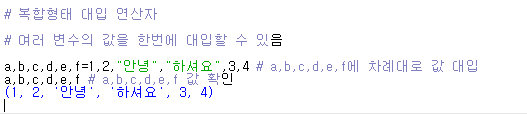 # 복합형태 대입 연산자
# 여러 변수의 값을 한번에 대입할 수 있음
a,b,c,d,e,f=1,2,"안녕","하셔요",3,4 # a,b,c,d,e,f에 차례대로 값 대입
a,b,c,d,e,f # a,b,c,d,e,f 값 확인
(1, 2, '안녕', '하셔요', 3, 4)